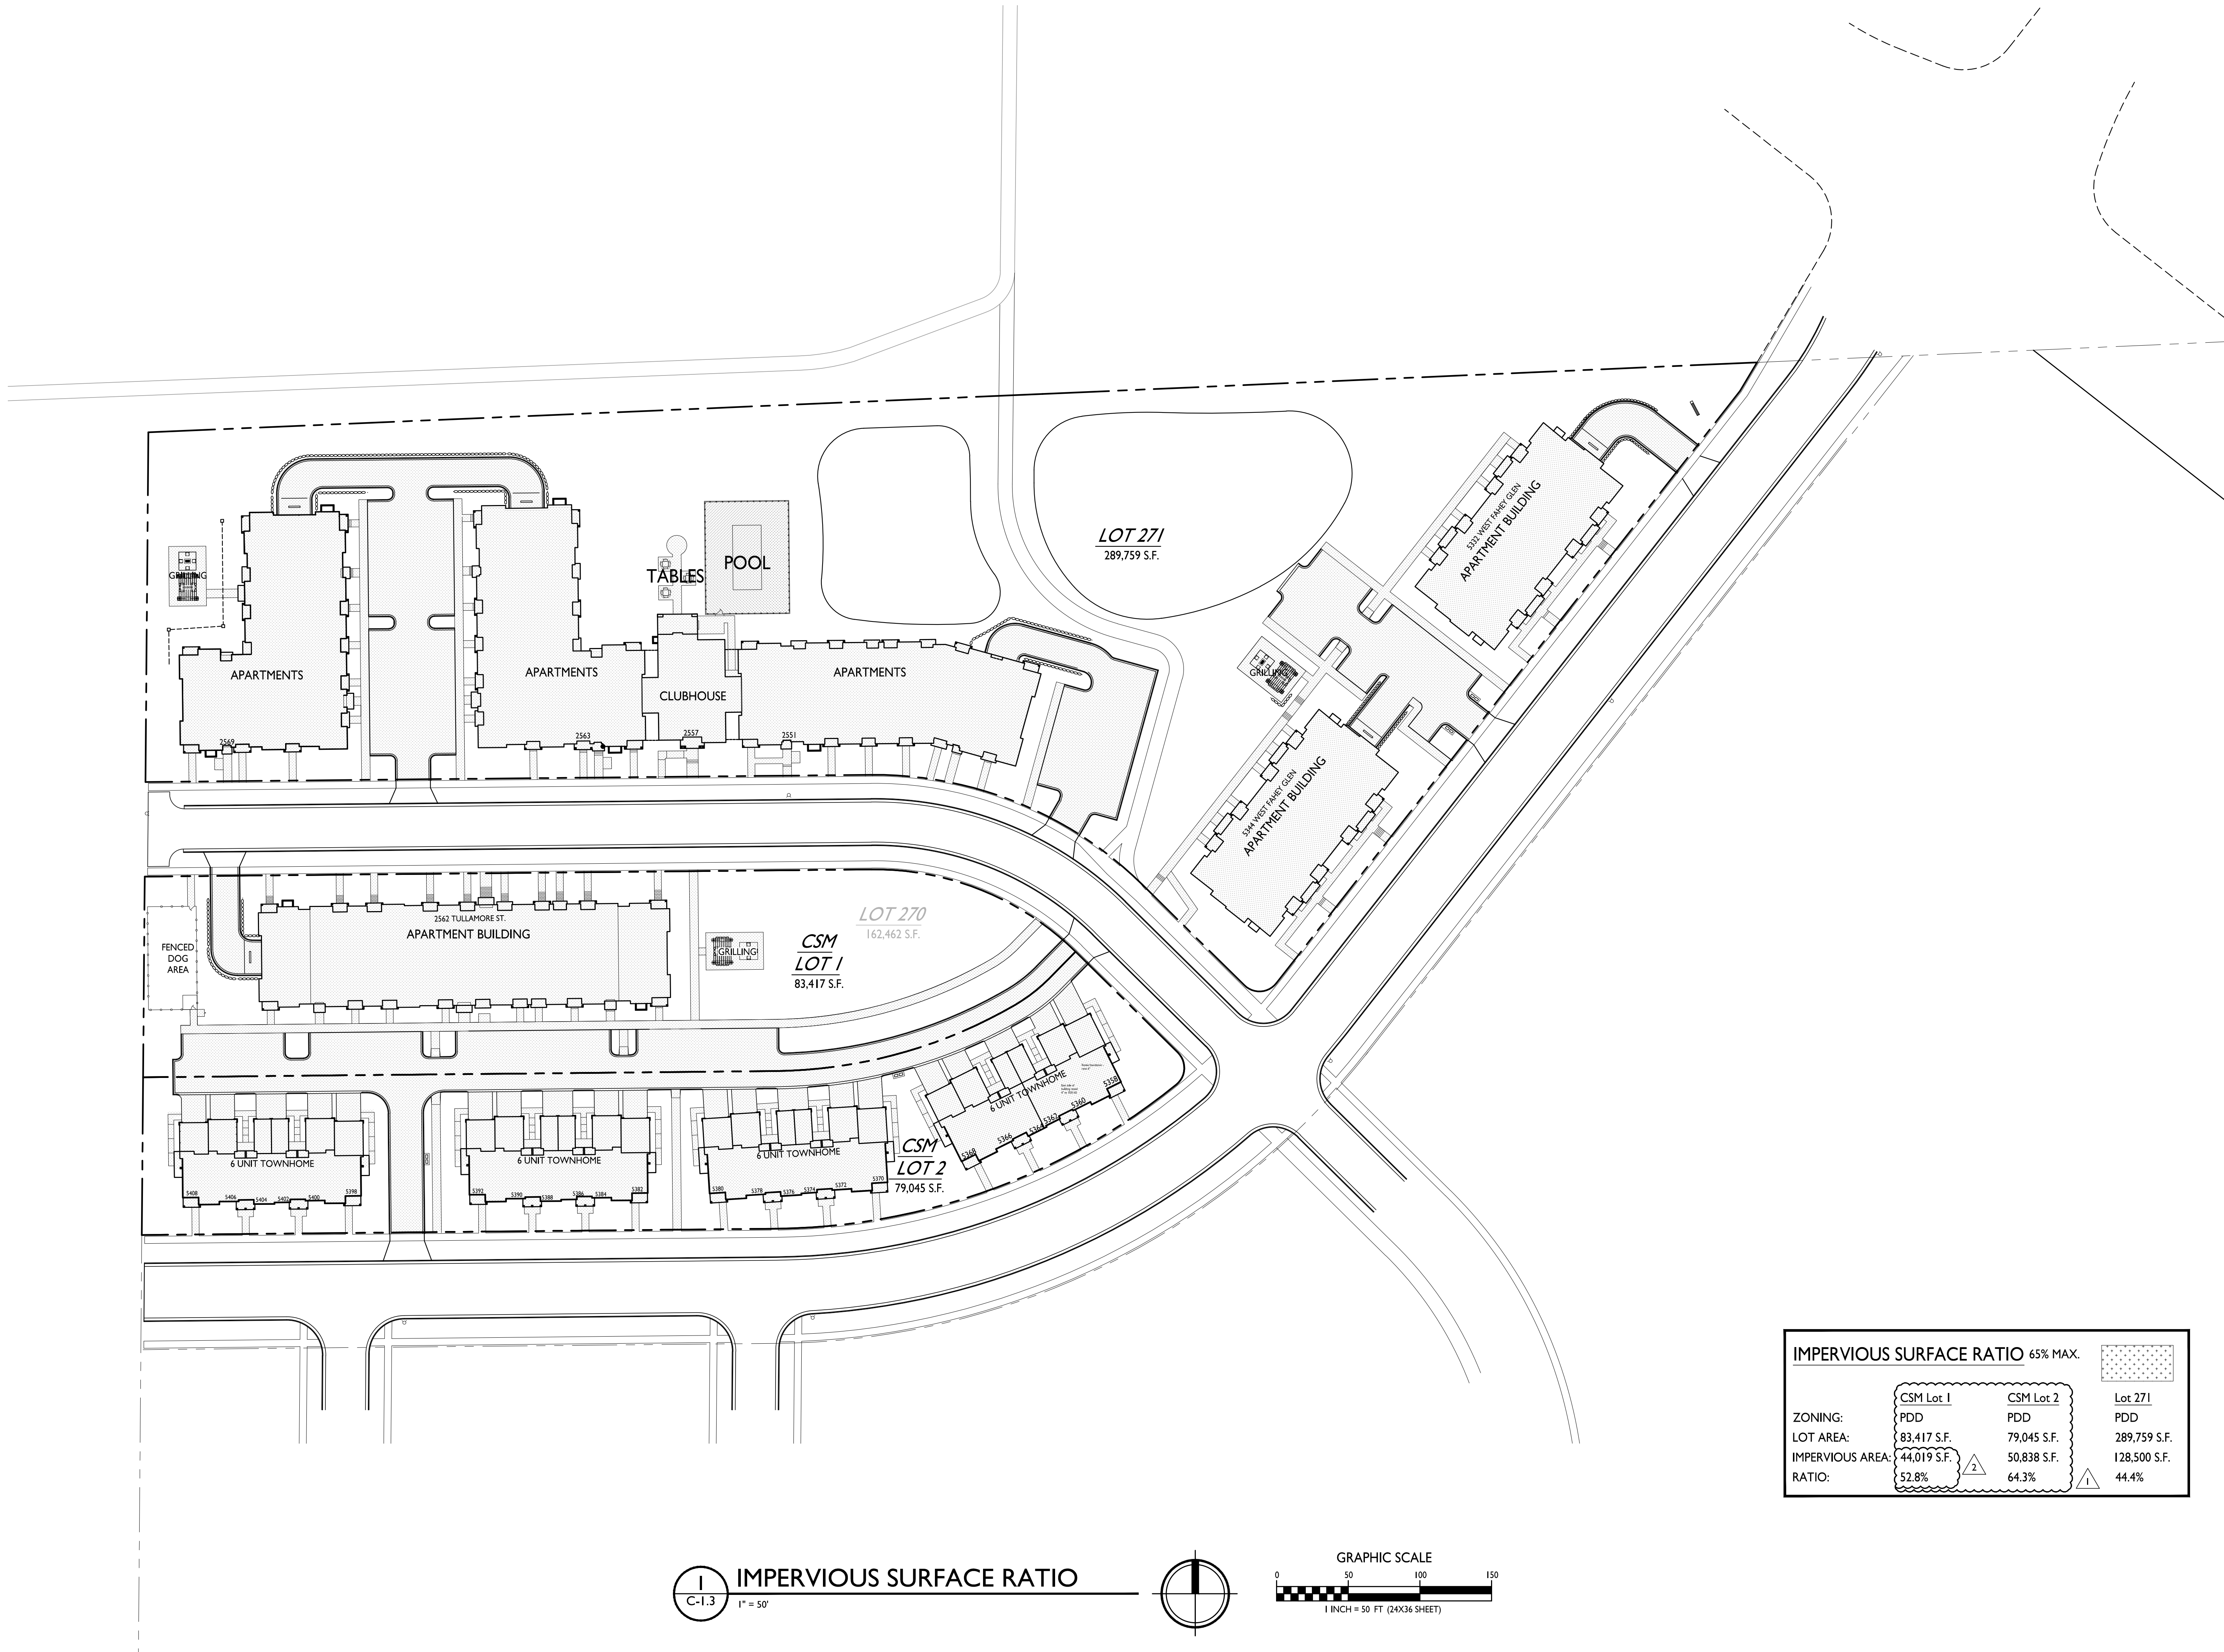 LOT 271
289,759 S.F.
5332 WEST FAHEY GLEN
APARTMENT BUILDING
GRILLING
TABLES
POOL
APARTMENTS
APARTMENTS
CLUBHOUSE
APARTMENTS
GRILLING
2569
2563
2557
2551
5344 WEST FAHEY GLEN
APARTMENT BUILDING
2562 TULLAMORE ST.
APARTMENT BUILDING
FENCED
DOG
AREA
GRILLING
LOT 270
162,462 S.F.
CSM
LOT 1
83,417 S.F.
6 UNIT TOWNHOME
5408
5406
5404
5402
5400
5398
6 UNIT TOWNHOME
5392
5390
5388
5386
5384
5382
6 UNIT TOWNHOME
5380
5378
5376
5374
5372
5370
6 UNIT TOWNHOME
5368
5366
5364
5362
5360
5358
CSM
LOT 2
79,045 S.F.
IMPERVIOUS SURFACE RATIO 65% MAX.
CSM Lot 1 CSM Lot 2 Lot 271
ZONING: PDD PDD PDD
LOT AREA: 83,417 S.F. 79,045 S.F. 289,759 S.F.
IMPERVIOUS AREA: 44,019 S.F. 2 50,838 S.F. 128,500 S.F.
RATIO: 52.8% 64.3% 1 44.4%
1
C-1.3
IMPERVIOUS SURFACE RATIO
1" = 50'
GRAPHIC SCALE
0 50 100 150
1 INCH = 50 FT (24X36 SHEET)